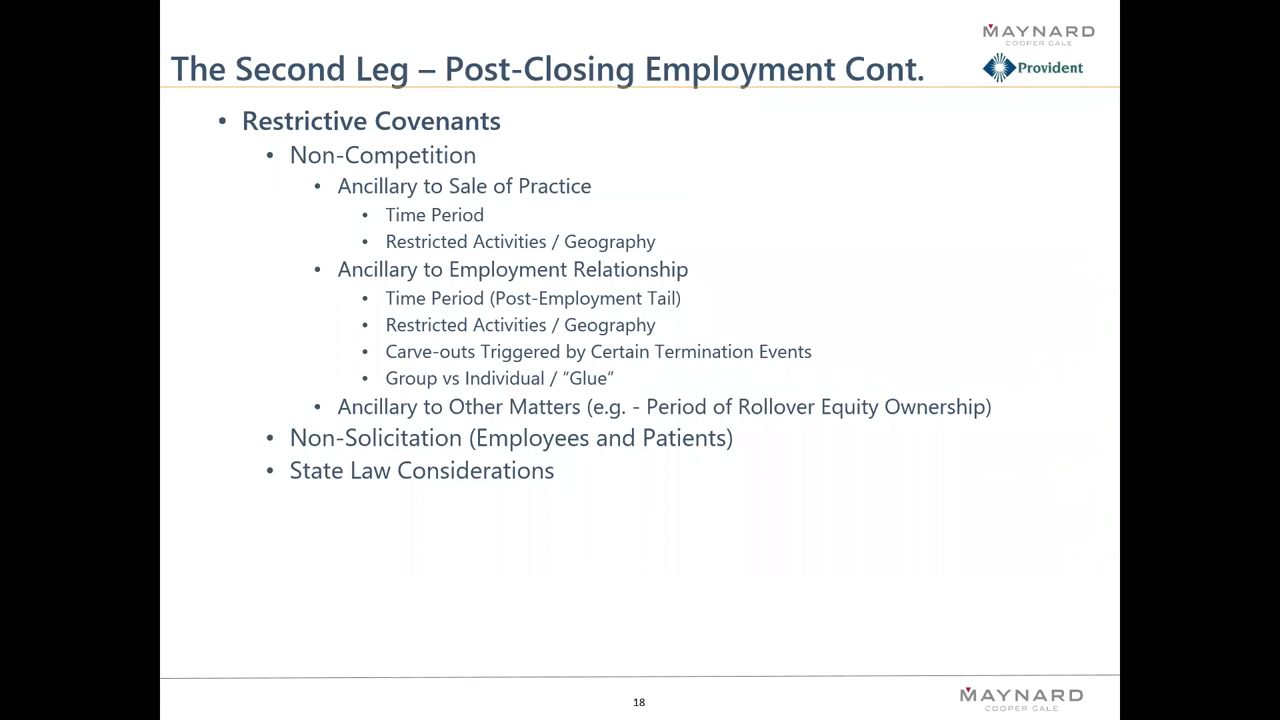 MAYNARD
COOPER GALE
The Second Leg – Post-Closing Employment Cont.
Provident
• Restrictive Covenants
• Non-Competition
• Ancillary to Sale of Practice
• Time Period
• Restricted Activities / Geography
• Ancillary to Employment Relationship
• Time Period (Post-Employment Tail)
• Restricted Activities / Geography
• Carve-outs Triggered by Certain Termination Events
• Group vs Individual / “Glue”
• Ancillary to Other Matters (e.g. - Period of Rollover Equity Ownership)
• Non-Solicitation (Employees and Patients)
• State Law Considerations
18
MAYNARD
COOPER GALE